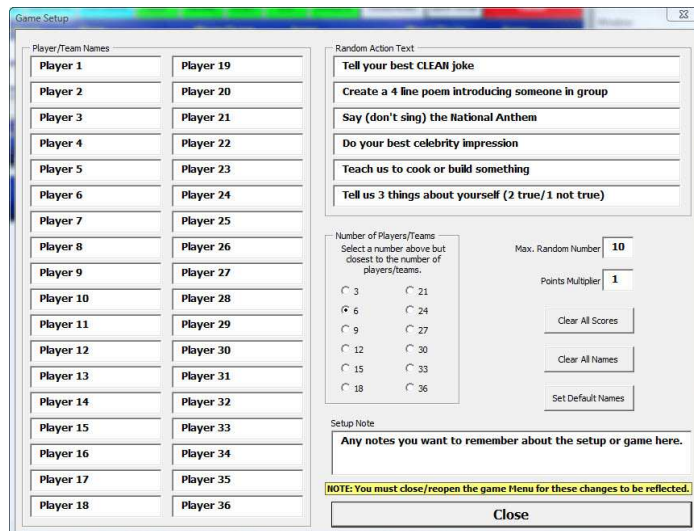 Game Setup
Player/Team Names
Player 1
Player 2
Player 3
Player 4
Player 5
Player 6
Player 7
Player 8
Player 9
Player 10
Player 11
Player 12
Player 13
Player 14
Player 15
Player 16
Player 17
Player 18
Player 19
Player 20
Player 21
Player 22
Player 23
Player 24
Player 25
Player 26
Player 27
Player 28
Player 29
Player 30
Player 31
Player 32
Player 33
Player 34
Player 35
Player 36
Random Action Text
Tell your best CLEAN joke
Create a 4 line poem introducing someone in group
Say (don't sing) the National Anthem
Do your best celebrity impression
Teach us to cook or build something
Tell us 3 things about yourself (2 true/1 not true)
Number of Players/Teams
Select a number above but
closest to the number of
players/teams.
3
6
9
12
15
18
21
24
27
30
33
36
Max. Random Number 10
Points Multiplier 1
Clear All Scores
Clear All Names
Set Default Names
Setup Note
Any notes you want to remember about the setup or game here.
NOTE: You must close/reopen the game Menu for these changes to be reflected.
Close